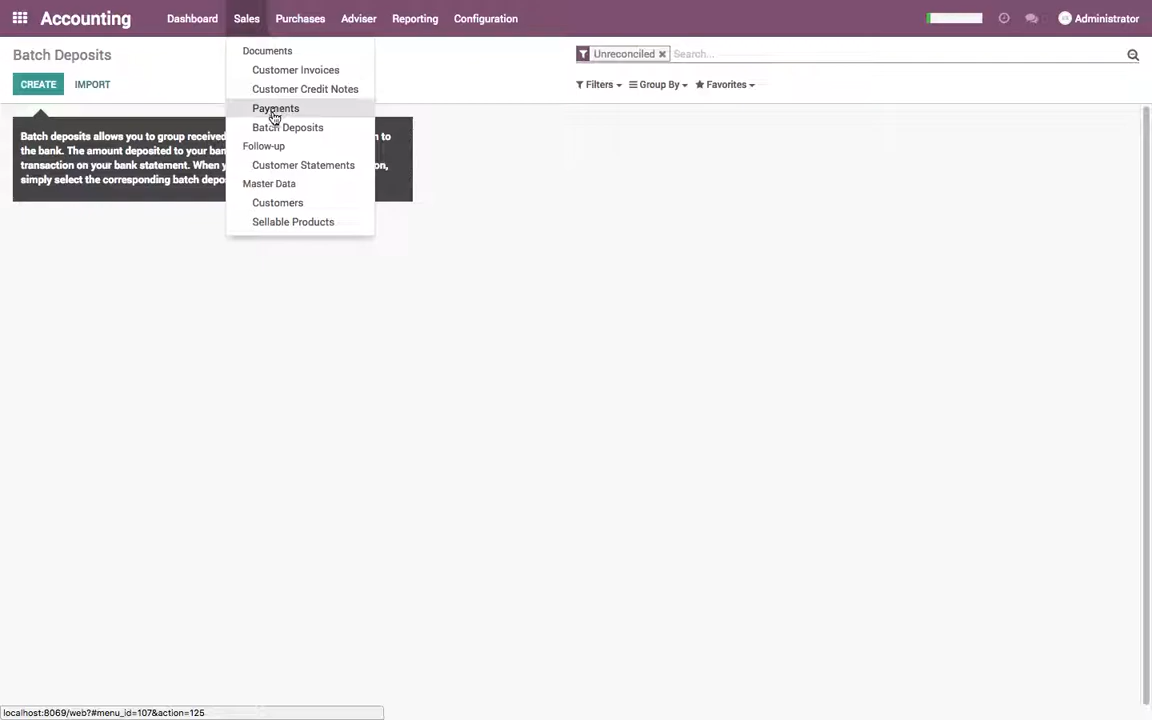 Accounting
Dashboard
Sales
Purchases
Adviser
Reporting
Configuration
Administrator
Batch Deposits
Unreconciled
Search...
CREATE
IMPORT
Filters
Group By
Favorites
Documents
Customer Invoices
Customer Credit Notes
Payments
Batch Deposits
Follow-up
Customer Statements
Master Data
Customers
Sellable Products
Batch deposits allows you to group received
to
the bank. The amount deposited to your
transaction on your bank statement. When
simply select the corresponding batch
localhost:8069/web?#menu_id=107&action=125